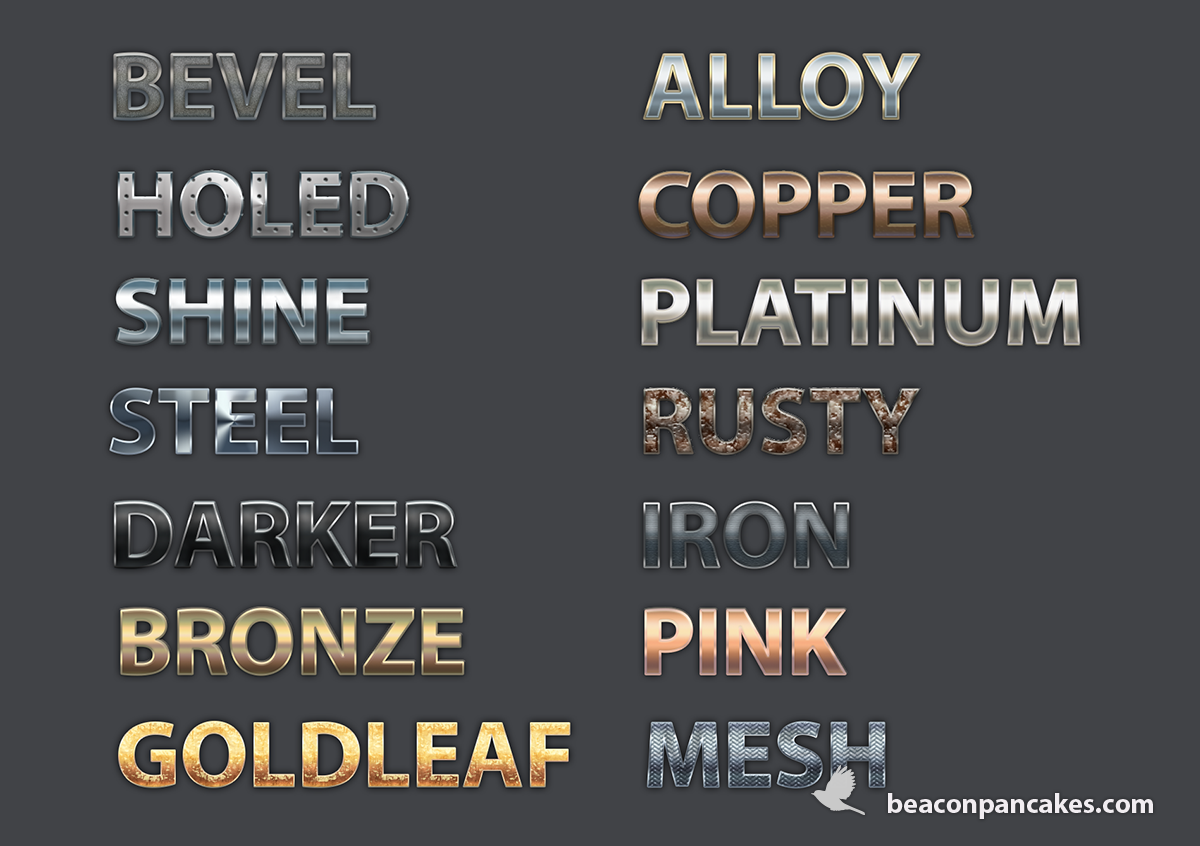 BEVEL
HOLED
SHINE
STEEL
DARKER
BRONZE
GOLDLEAF
ALLOY
COPPER
PLATINUM
RUSTY
IRON
PINK
MESH
beaconpancakes.com